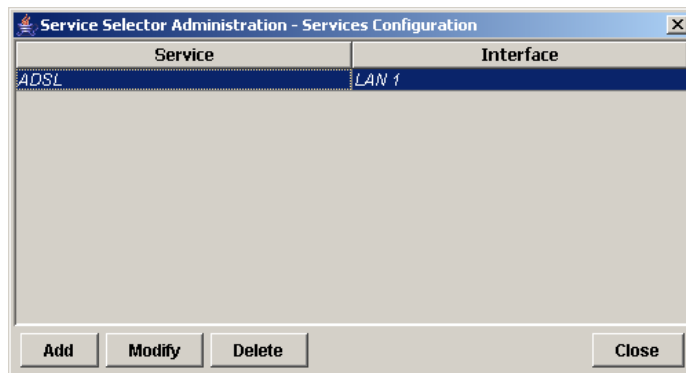 Service Selector Administration - Services Configuration
Service Interface
ADSL LAN 1
Add Modify Delete Close